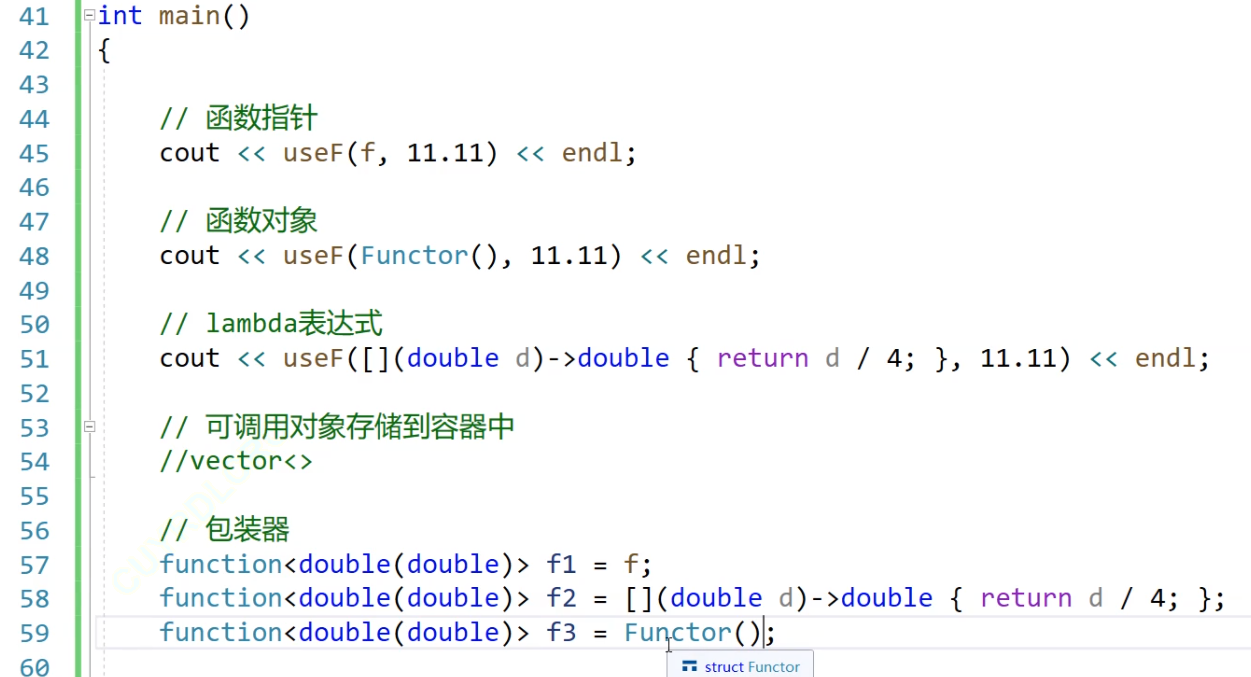 41 int main()
42 {
43
44 // 函数指针
45 cout << useF(f, 11.11) << endl;
46
47 // 函数对象
48 cout << useF(Functor(), 11.11) << endl;
49
50 // lambda表达式
51 cout << useF([](double d)->double { return d / 4; }, 11.11) << endl;
52
53 // 可调用对象存储到容器中
54 //vector<>
55
56 // 包装器
57 function<double(double)> f1 = f;
58 function<double(double)> f2 = [](double d)->double { return d / 4; };
59 function<double(double)> f3 = Functor();
60
struct Functor